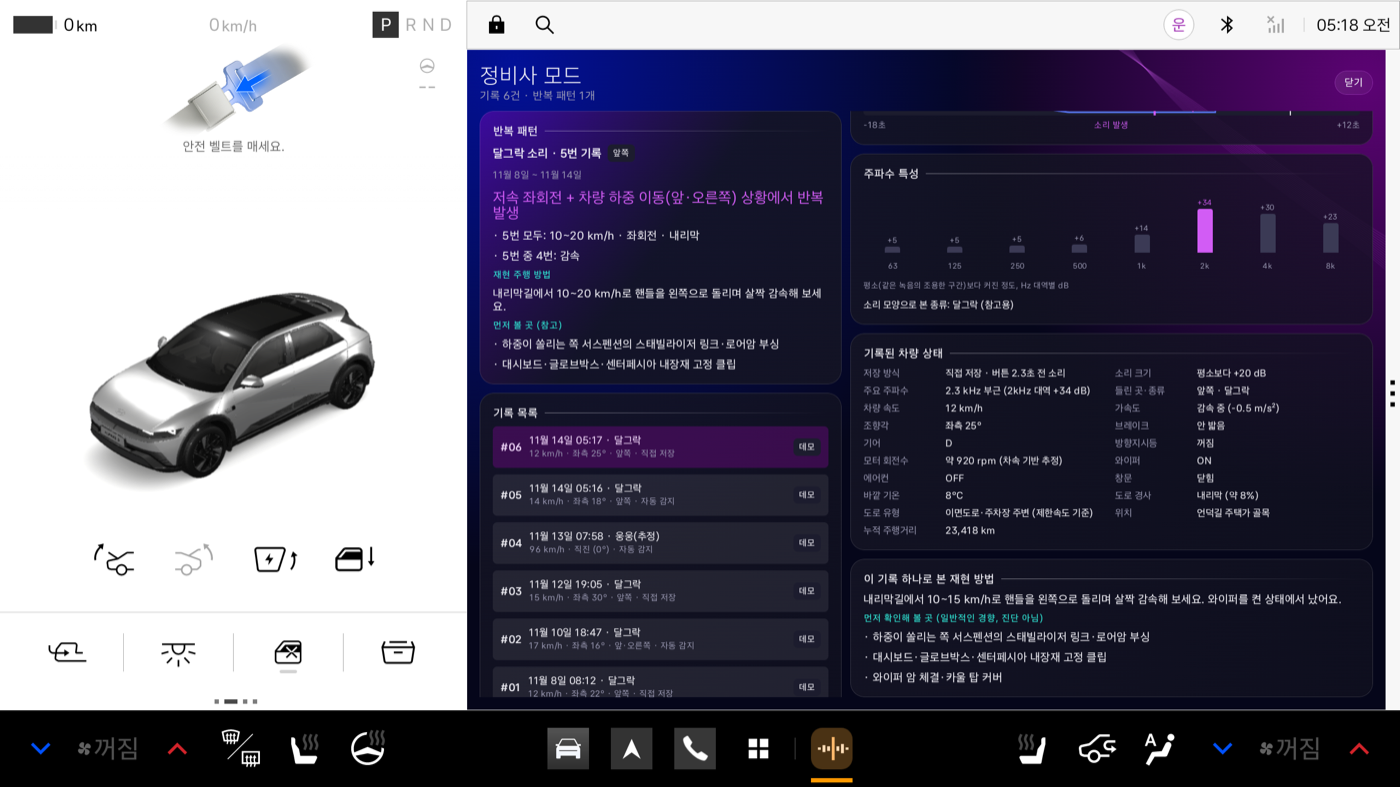 0 km
0 km/h
P R N D
안전 벨트를 매세요.
운
05:18 오전
정비사 모드
기록 6건 · 반복 패턴 1개
닫기
반복 패턴
달그락 소리 · 5번 기록 앞쪽
11월 8일 ~ 11월 14일
저속 좌회전 + 차량 하중 이동(앞·오른쪽) 상황에서 반복
발생
· 5번 모두: 10~20 km/h · 좌회전 · 내리막
· 5번 중 4번: 감속
재현 주행 방법
내리막길에서 10~20 km/h로 핸들을 왼쪽으로 돌리며 살짝 감속해 보세
요.
먼저 볼 곳 (참고)
· 하중이 쏠리는 쪽 서스펜션의 스태빌라이저 링크·로어암 부싱
· 대시보드·글로브박스·센터페시아 내장재 고정 클립
기록 목록
#06 11월 14일 05:17 · 달그락
12 km/h · 좌측 25° · 앞쪽 · 직접 저장
데모
#05 11월 14일 05:16 · 달그락
14 km/h · 좌측 18° · 앞쪽 · 자동 감지
데모
#04 11월 13일 07:58 · 웅웅(추정)
96 km/h · 직진 (0°) · 자동 감지
데모
#03 11월 12일 19:05 · 달그락
15 km/h · 좌측 30° · 앞쪽 · 직접 저장
데모
#02 11월 10일 18:47 · 달그락
17 km/h · 좌측 16° · 앞·오른쪽 · 자동 감지
데모
#01 11월 8일 08:12 · 달그락
12 km/h · 좌측 22° · 앞쪽 · 직접 저장
데모
-18초 소리 발생 +12초
주파수 특성
+5 +5 +5 +6 +14 +34 +30 +23
63 125 250 500 1k 2k 4k 8k
평소(같은 녹음의 조용한 구간)보다 커진 정도, Hz 대역별 dB
소리 모양으로 본 종류: 달그락 (참고용)
기록된 차량 상태
저장 방식 직접 저장 · 버튼 2.3초 전 소리 소리 크기 평소보다 +20 dB
주요 주파수 2.3 kHz 부근 (2kHz 대역 +34 dB) 들린 곳·종류 앞쪽 · 달그락
차량 속도 12 km/h 가속도 감속 중 (-0.5 m/s²)
조향각 좌측 25° 브레이크 안 밟음
기어 D 방향지시등 꺼짐
모터 회전수 약 920 rpm (차속 기반 추정) 와이퍼 ON
에어컨 OFF 창문 닫힘
바깥 기온 8°C 도로 경사 내리막 (약 8%)
도로 유형 이면도로·주차장 주변 (제한속도 기준) 위치 언덕길 주택가 골목
누적 주행거리 23,418 km
이 기록 하나로 본 재현 방법
내리막길에서 10~15 km/h로 핸들을 왼쪽으로 돌리며 살짝 감속해 보세요. 와이퍼를 켠 상태에서 났어요.
먼저 확인해 볼 곳 (일반적인 경향, 진단 아님)
· 하중이 쏠리는 쪽 서스펜션의 스태빌라이저 링크·로어암 부싱
· 대시보드·글로브박스·센터페시아 내장재 고정 클립
· 와이퍼 암 체결·카울 탑 커버
꺼짐
A
꺼짐